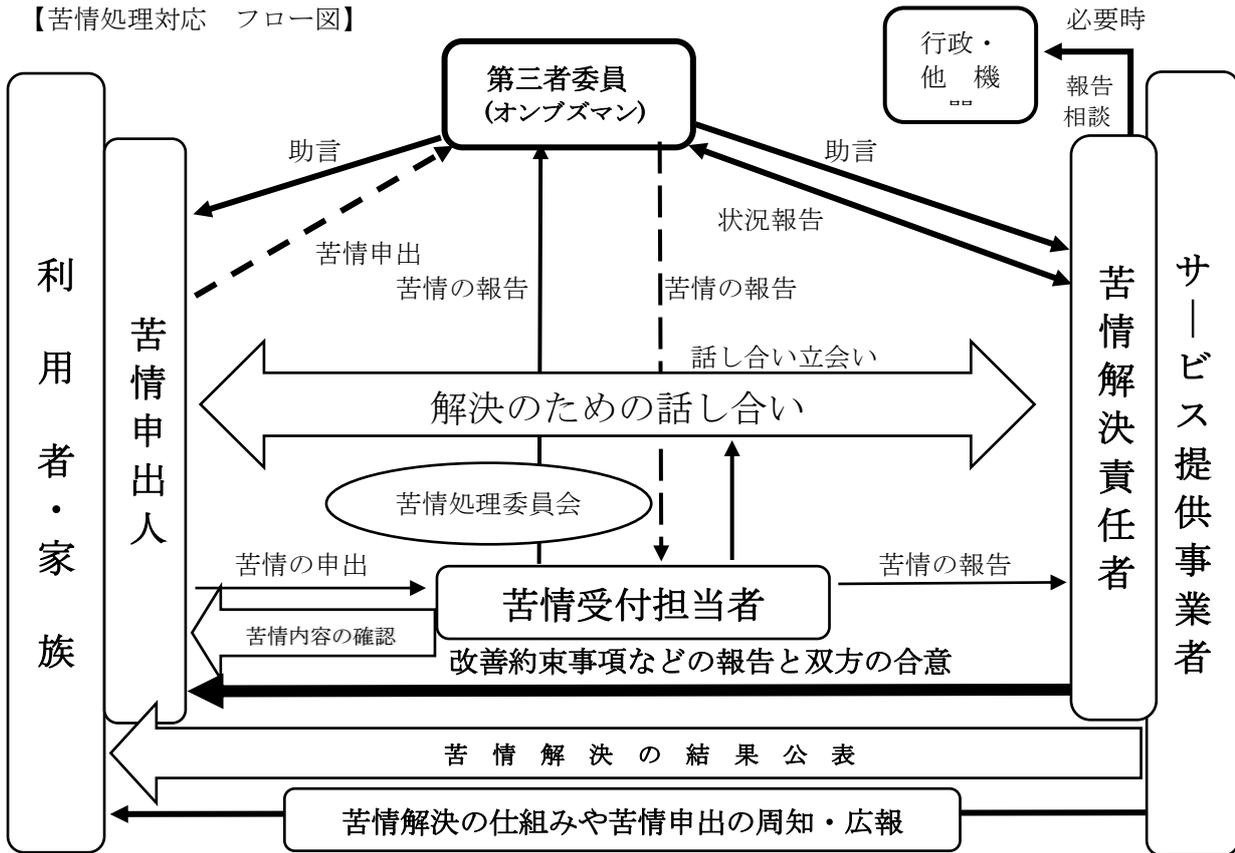 【苦情処理対応　フロー図】
必要時
行政・
他　機
第三者委員
(オンブズマン)
報告
相談
助言
助言
状況報告
苦情申出
苦情の報告
苦情の報告
利用者・家族
苦情申出人
苦情解決責任者
サービス提供事業者
話し合い立会い
解決のための話し合い
苦情処理委員会
苦情の申出
苦情の報告
苦情受付担当者
苦情内容の確認
改善約束事項などの報告と双方の合意
苦情解決の結果公表
苦情解決の仕組みや苦情申出の周知・広報